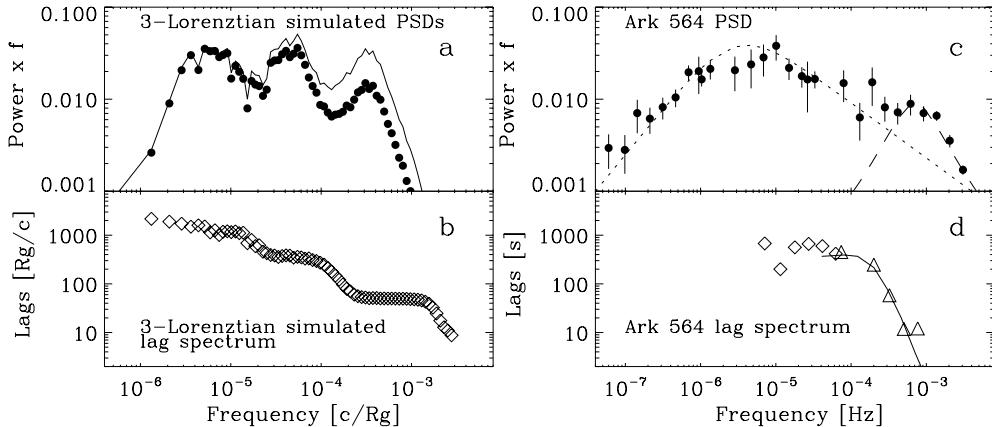 3-Lorenztian simulated PSDs
a
Power x f
0.100
0.010
0.001
Ark 564 PSD
c
Power x f
0.100
0.010
0.001
b
Lags [Rg/c]
1000
100
10
3-Lorenztian simulated
lag spectrum
10⁻⁶ 10⁻⁵ 10⁻⁴ 10⁻³
Frequency [c/Rg]
d
Lags [s]
1000
100
10
Ark 564 lag spectrum
10⁻⁷ 10⁻⁶ 10⁻⁵ 10⁻⁴ 10⁻³
Frequency [Hz]